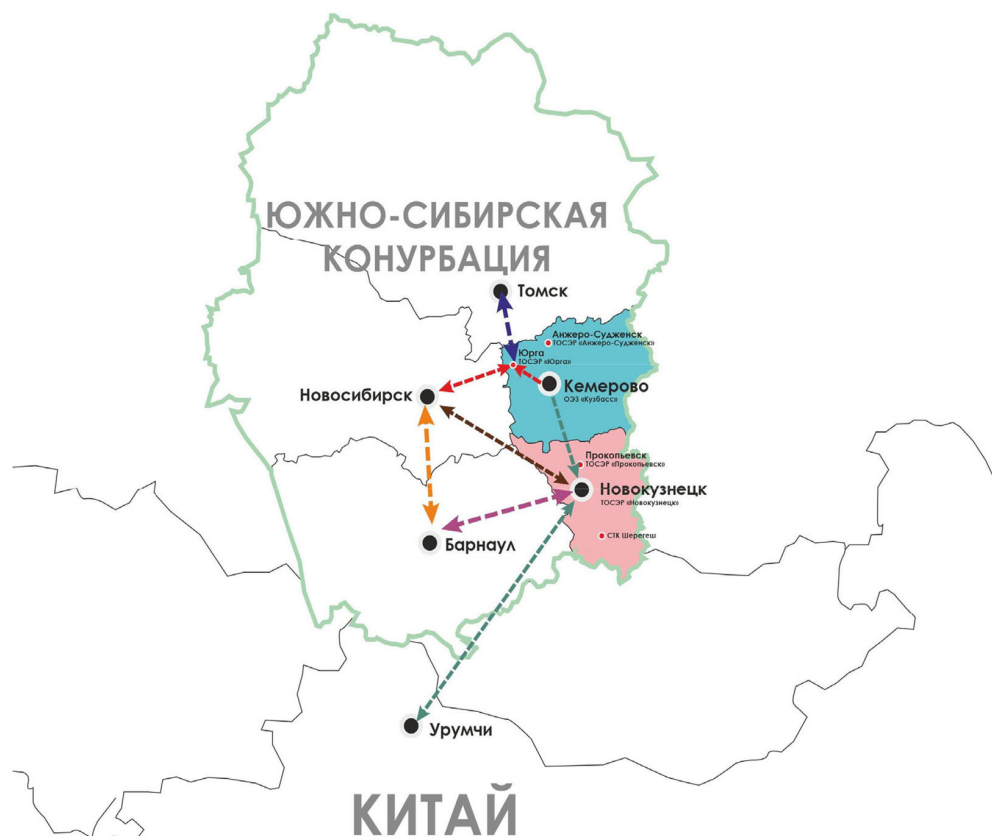 ЮЖНО-СИБИРСКАЯ
КОНУРБАЦИЯ
Томск
Анжеро-Судженск
ТОСЭР «Анжеро-Судженск»
Юрга
ТОСЭР «Юрга»
Кемерово
ОЭЗ «Кузбасс»
Новосибирск
Прокопьевск
ТОСЭР «Прокопьевск»
Новокузнецк
ТОСЭР «Новокузнецк»
СТК Шерегеш
Барнаул
Урумчи
КИТАЙ